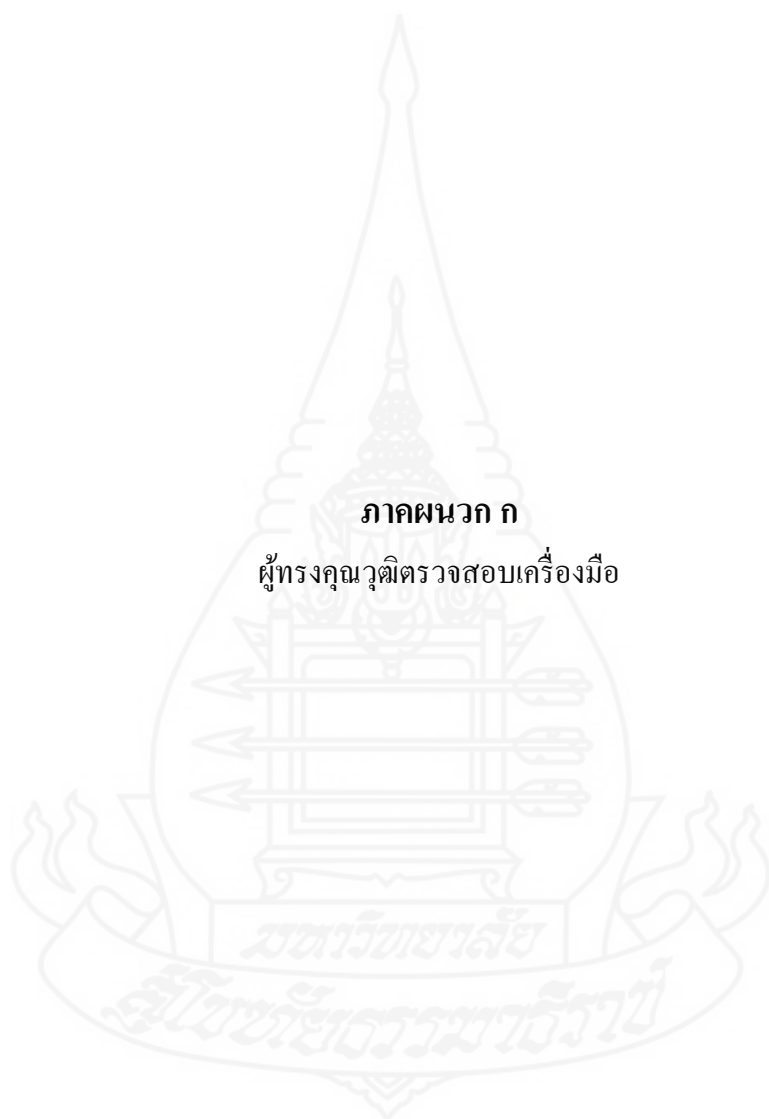 ภาคผนวก ก
ผู้ทรงคุณวุฒิตรวจสอบเครื่องมือ
มหาวิทยาลัย
สุโขทัยธรรมาธิราช